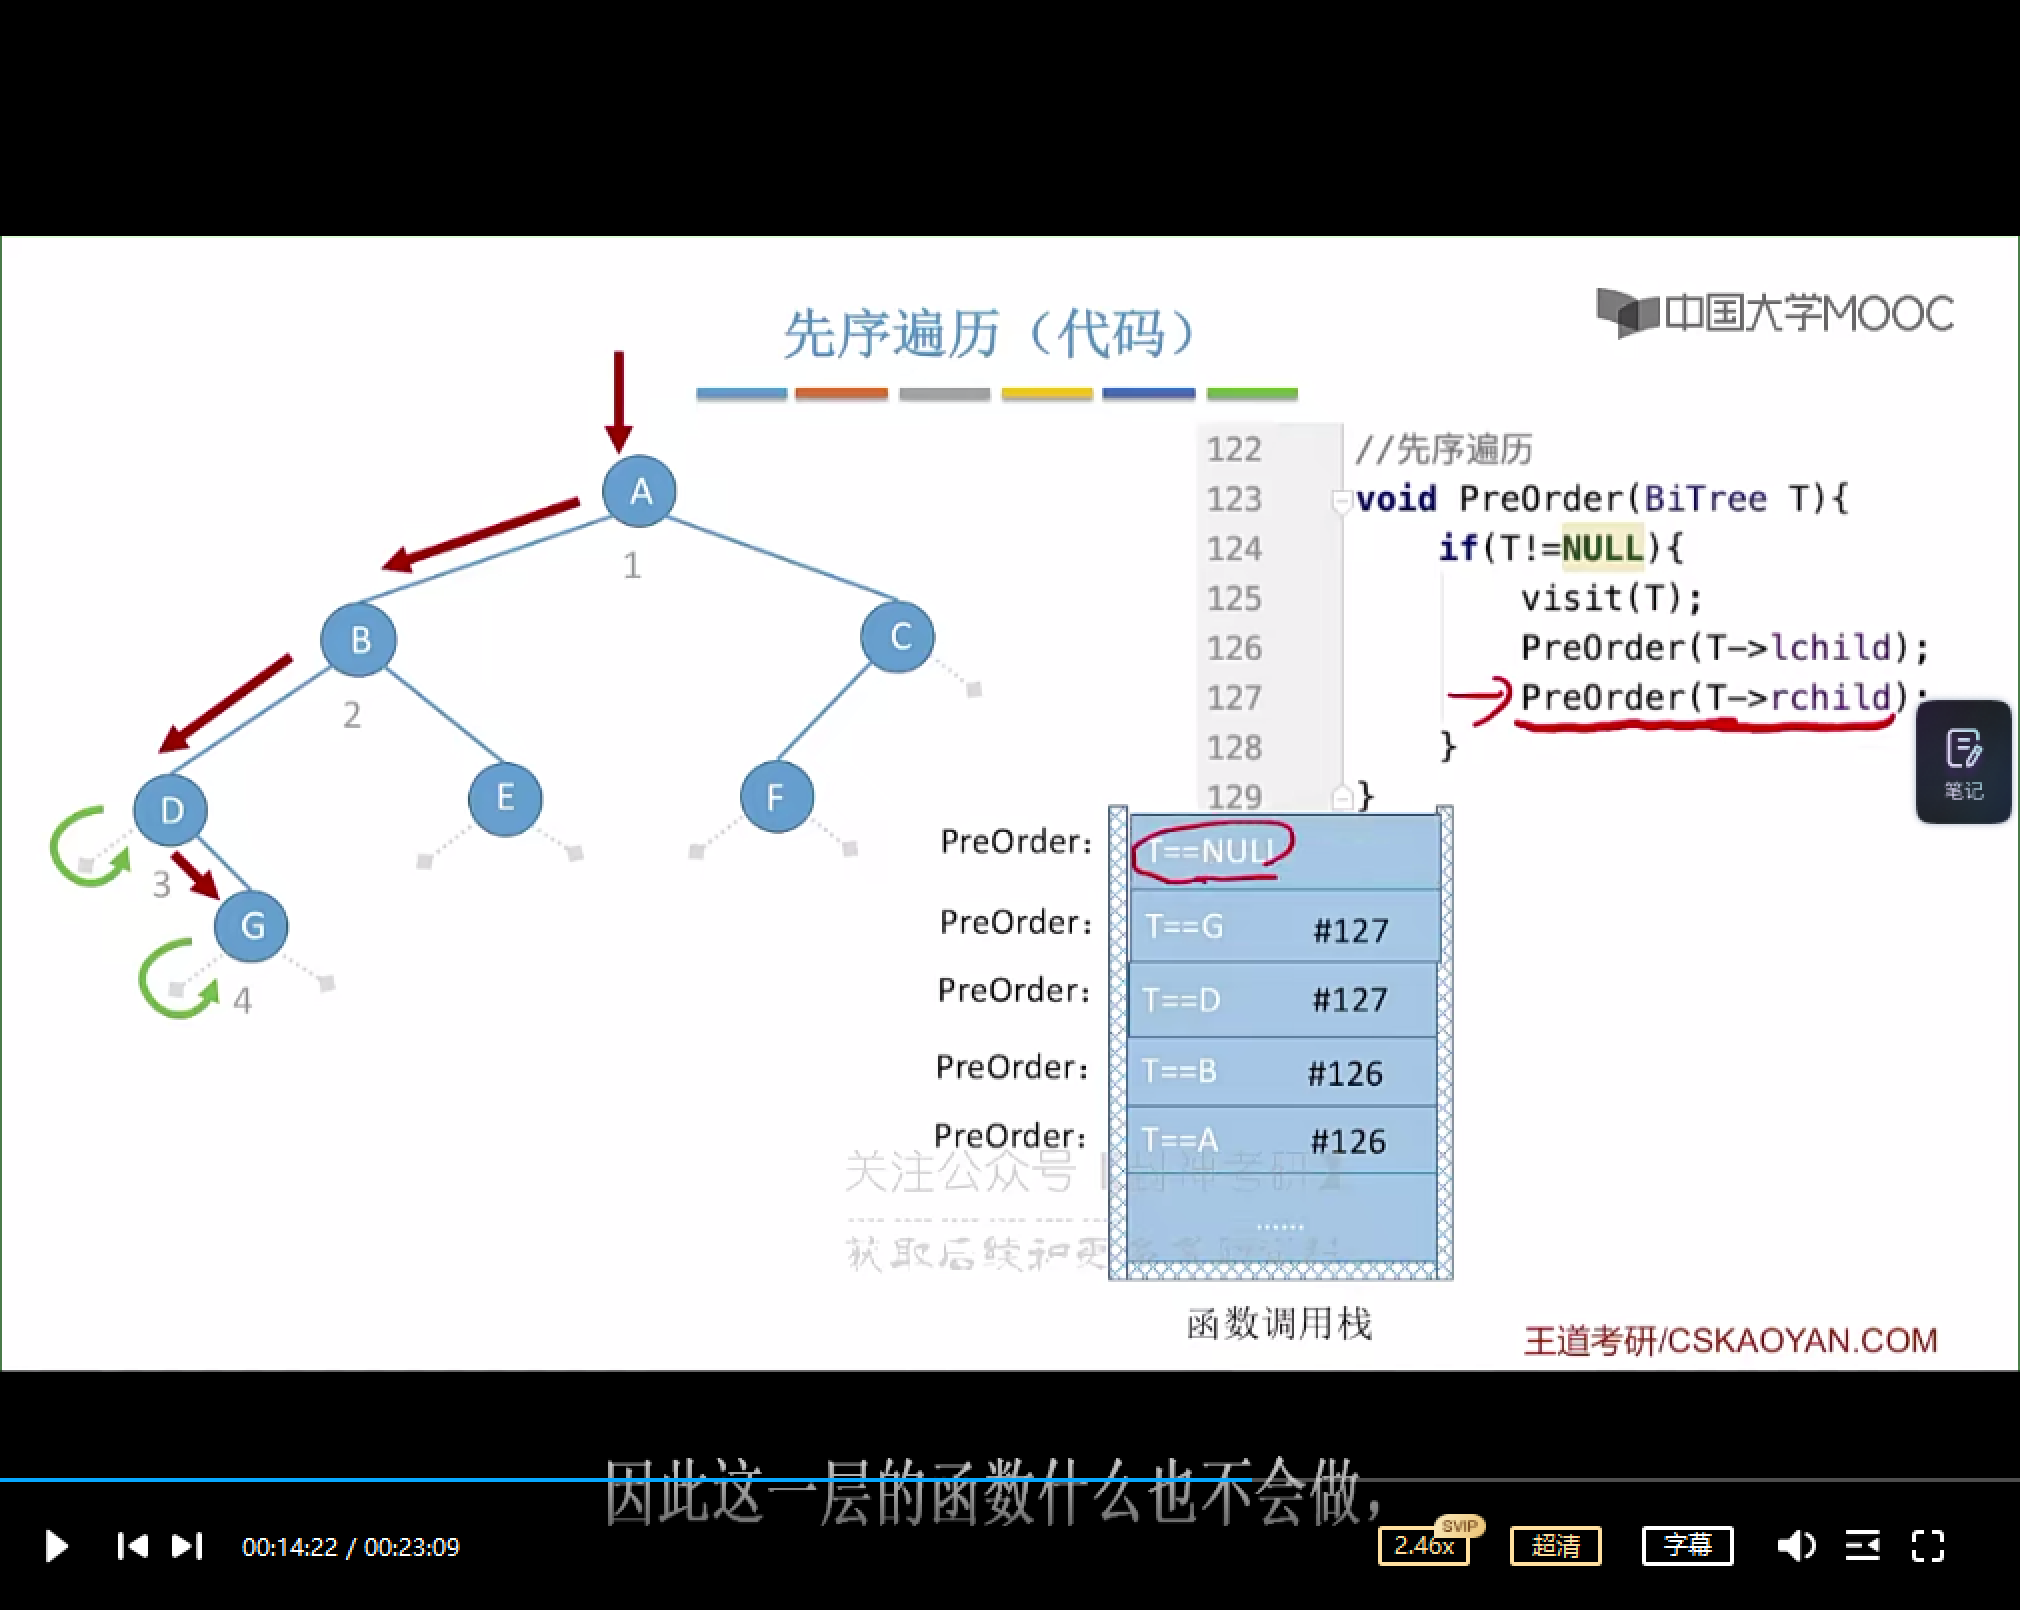 中国大学MOOC
先序遍历（代码）
A
1
B
C
2
D
E
F
3
G
4
122 //先序遍历
123 void PreOrder(BiTree T){
124 if(T!=NULL){
125 visit(T);
126 PreOrder(T->lchild);
127 PreOrder(T->rchild);
128 }
129 }
笔记
PreOrder: T==NULL
PreOrder: T==G #127
PreOrder: T==D #127
PreOrder: T==B #126
PreOrder: T==A #126
关注公众号
考研】
......
获取后续和更
函数调用栈
王道考研/CSKAOYAN.COM
因此这一层的函数什么也不会做，
00:14:22 / 00:23:09
2.46x
SVIP
超清
字幕